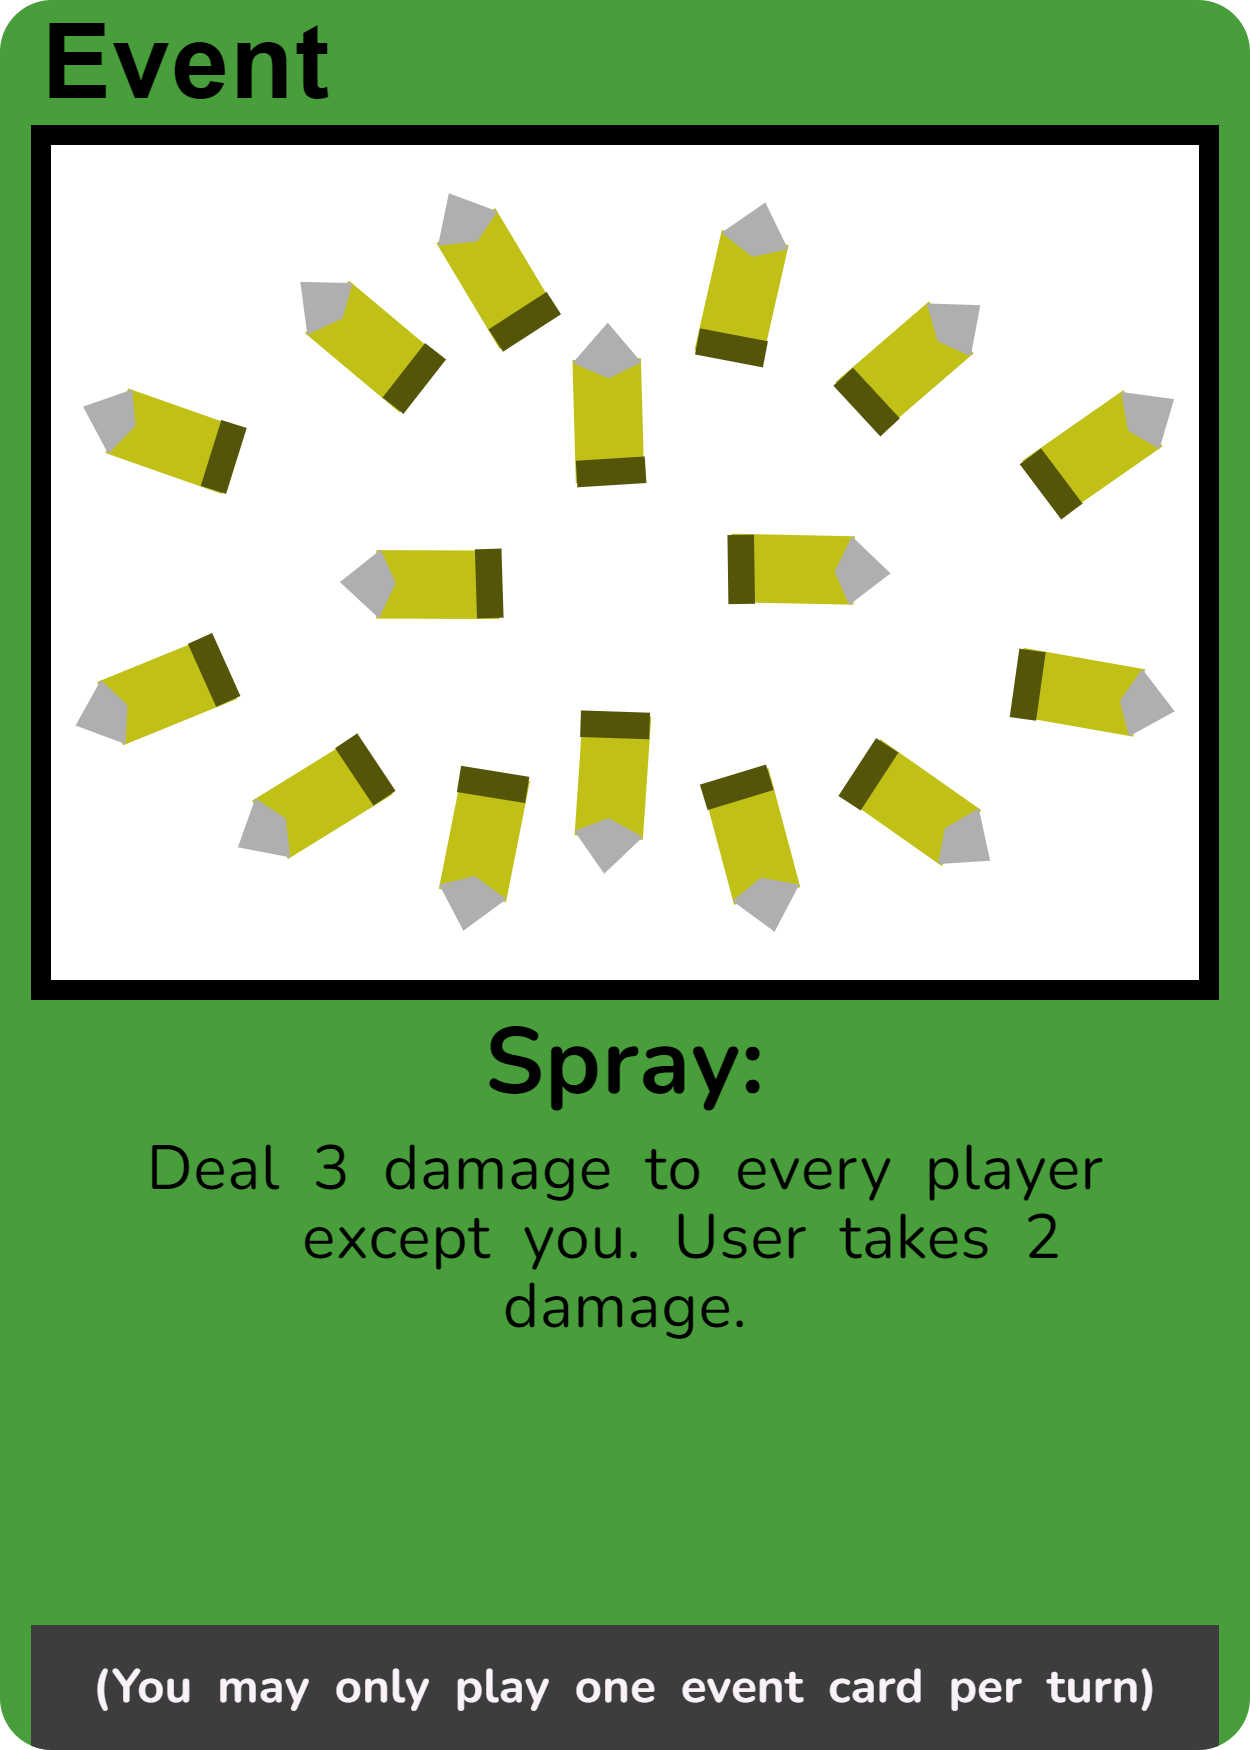 Event
Spray:
Deal 3 damage to every player
except you. User takes 2
damage.
(You may only play one event card per turn)